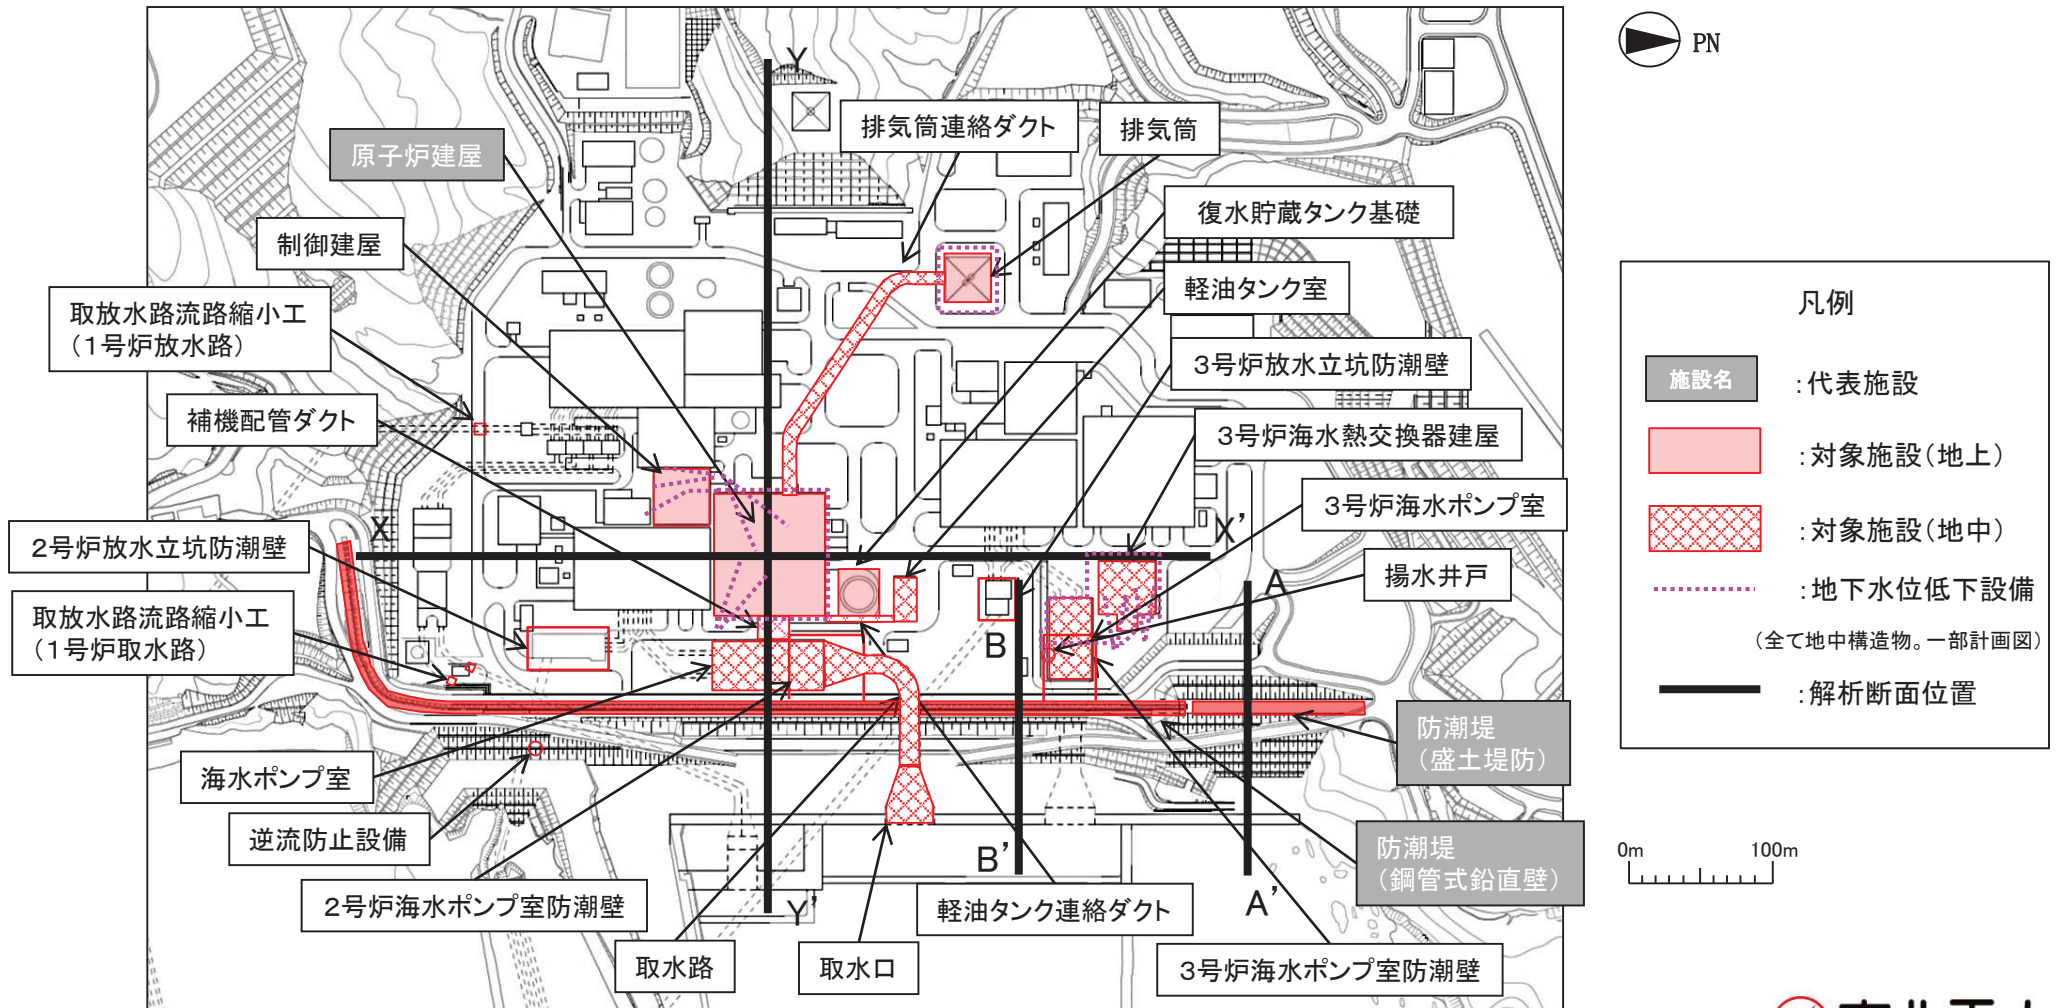 PN
Y
排気筒連絡ダクト
排気筒
原子炉建屋
復水貯蔵タンク基礎
制御建屋
軽油タンク室
取放水路流路縮小工
(1号炉放水路)
3号炉放水立坑防潮壁
補機配管ダクト
3号炉海水熱交換器建屋
3号炉海水ポンプ室
X
X'
2号炉放水立坑防潮壁
揚水井戸
A
取放水路流路縮小工
(1号炉取水路)
B
防潮堤
(盛土堤防)
海水ポンプ室
逆流防止設備
防潮堤
(鋼管式鉛直壁)
B'
2号炉海水ポンプ室防潮壁
Y'
軽油タンク連絡ダクト
A'
取水路
取水口
3号炉海水ポンプ室防潮壁
凡例
施設名
:代表施設
:対象施設(地上)
:対象施設(地中)
:地下水位低下設備
(全て地中構造物。一部計画図)
:解析断面位置
0m 100m